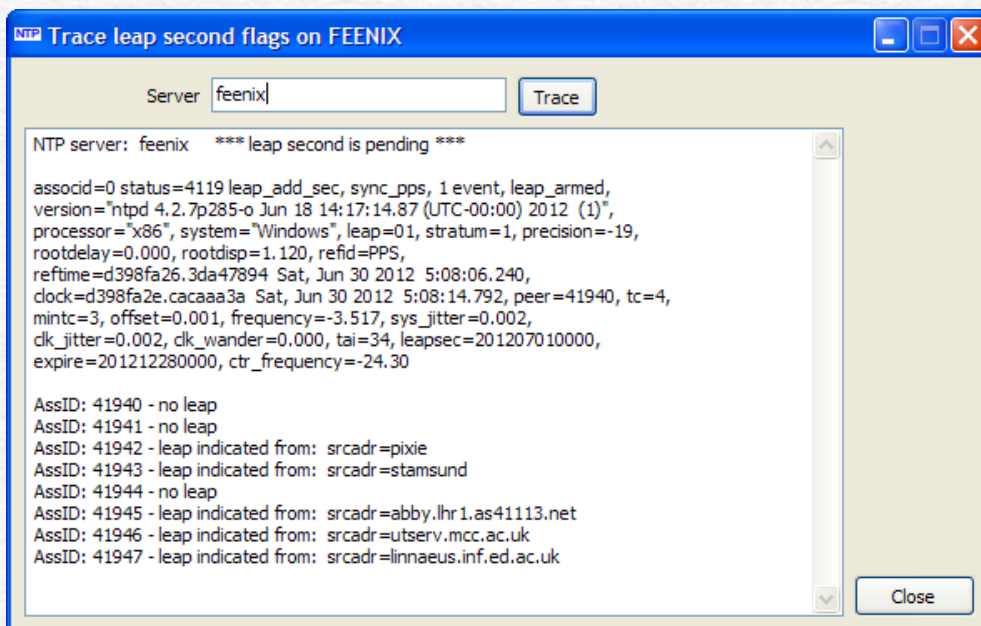 NTP Trace leap second flags on FEENIX
Server feenix Trace
NTP server: feenix *** leap second is pending ***
associd=0 status=4119 leap_add_sec, sync_pps, 1 event, leap_armed,
version="ntpd 4.2.7p285-o Jun 18 14:17:14.87 (UTC-00:00) 2012 (1)",
processor="x86", system="Windows", leap=01, stratum=1, precision=-19,
rootdelay=0.000, rootdisp=1.120, refid=PPS,
reftime=d398fa26.3da47894 Sat, Jun 30 2012 5:08:06.240,
clock=d398fa2e.cacaaa3a Sat, Jun 30 2012 5:08:14.792, peer=41940, tc=4,
mintc=3, offset=0.001, frequency=-3.517, sys_jitter=0.002,
clk_jitter=0.002, clk_wander=0.000, tai=34, leapsec=201207010000,
expire=201212280000, ctr_frequency=-24.30
AssID: 41940 - no leap
AssID: 41941 - no leap
AssID: 41942 - leap indicated from: srcadr=pixie
AssID: 41943 - leap indicated from: srcadr=stamsund
AssID: 41944 - no leap
AssID: 41945 - leap indicated from: srcadr=abby.lhr1.as41113.net
AssID: 41946 - leap indicated from: srcadr=utserv.mcc.ac.uk
AssID: 41947 - leap indicated from: srcadr=linnaeus.inf.ed.ac.uk
Close